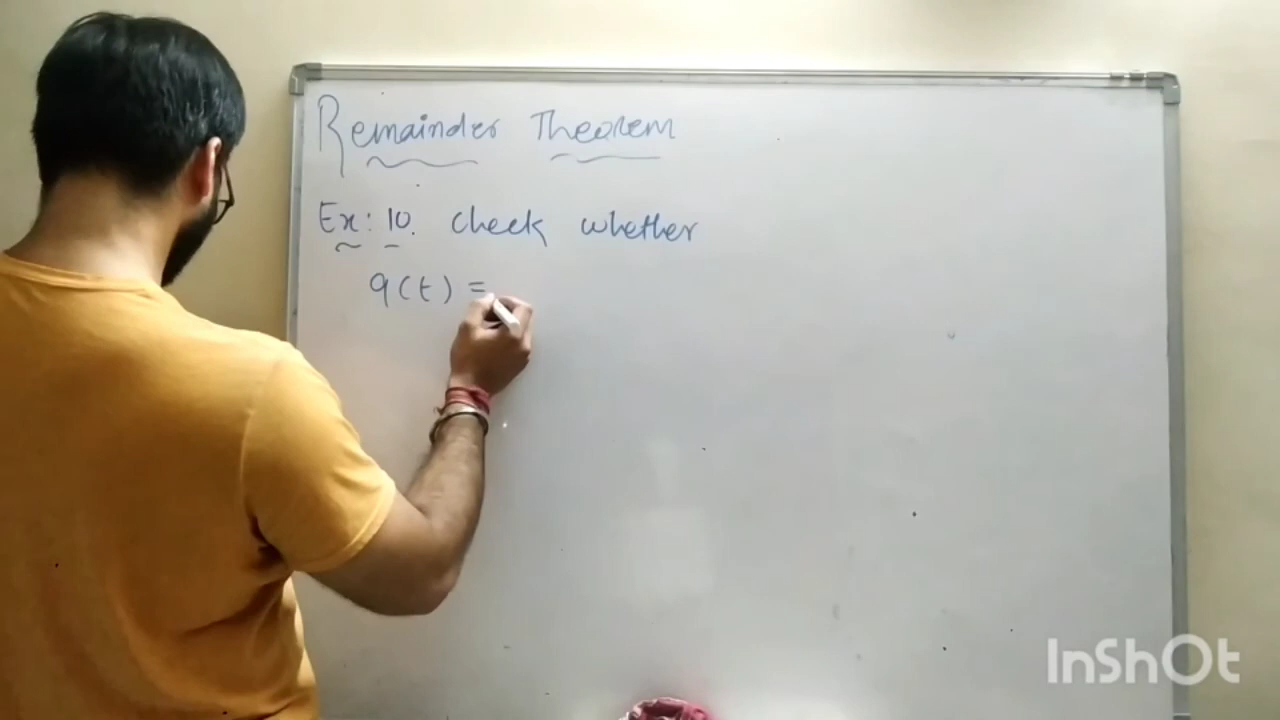 Remainder Theorem
Ex: 10. check whether
q(t) =
InShOt